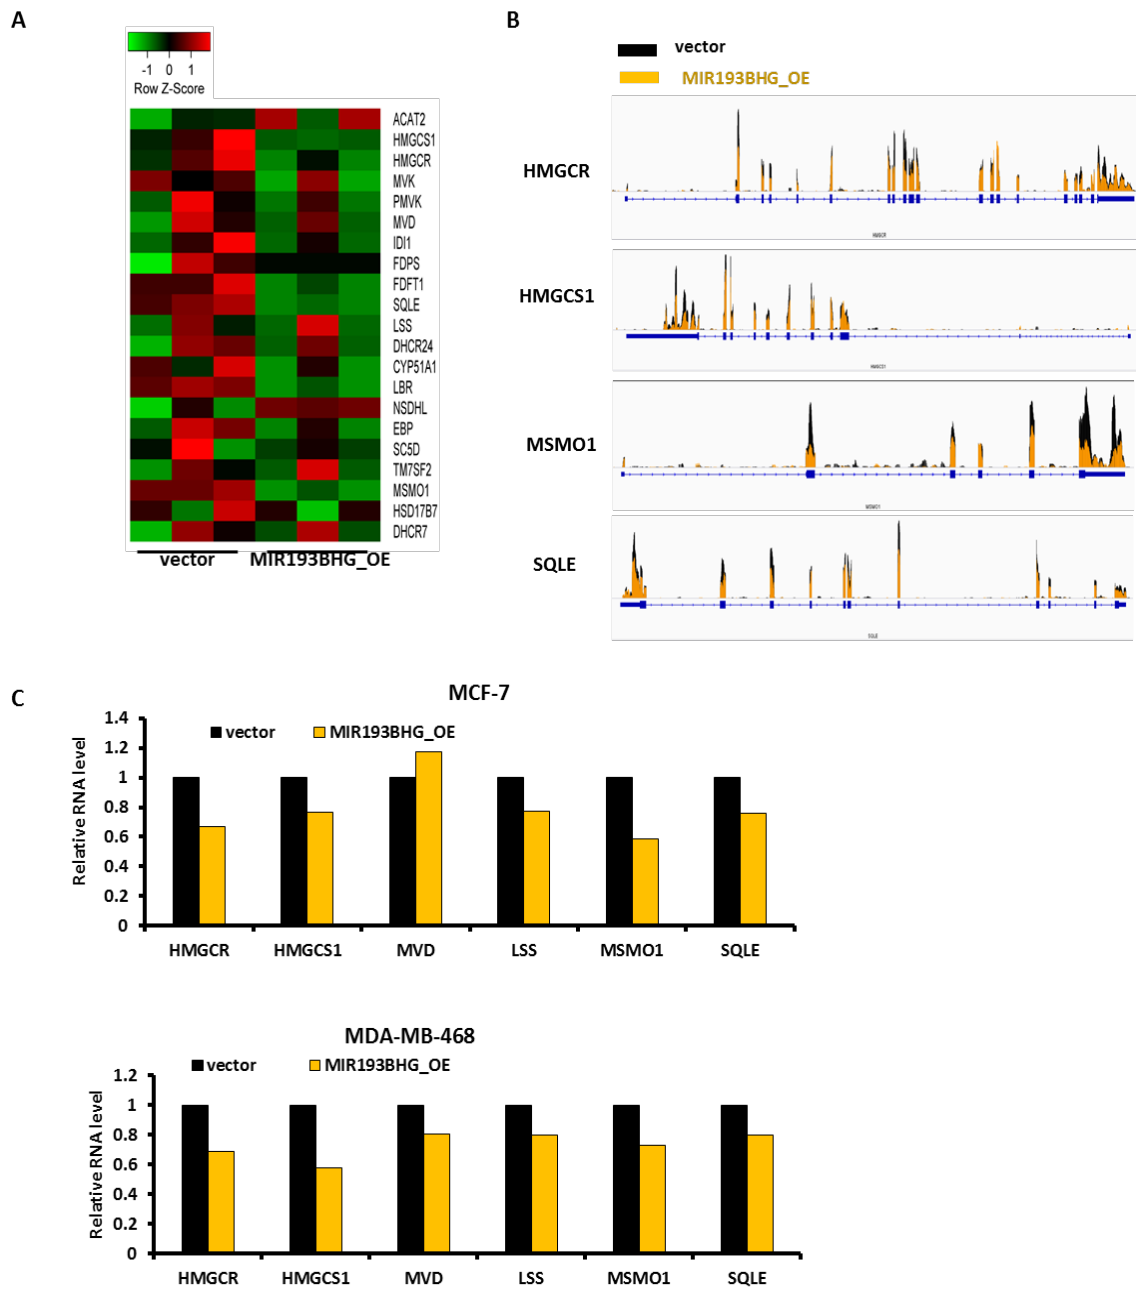 A
-1 0 1
Row Z-Score
ACAT2
HMGCS1
HMGCR
MVK
PMVK
MVD
IDI1
FDPS
FDFT1
SQLE
LSS
DHCR24
CYP51A1
LBR
NSDHL
EBP
SC5D
TM7SF2
MSMO1
HSD17B7
DHCR7
vector MIR193BHG_OE
B
vector
MIR193BHG_OE
HMGCR
HMGCR
HMGCS1
HMGCS1
MSMO1
MSMO1
SQLE
SQLE
C
MCF-7
vector MIR193BHG_OE
Relative RNA level
1.4
1.2
1
0.8
0.6
0.4
0.2
0
HMGCR HMGCS1 MVD LSS MSMO1 SQLE
MDA-MB-468
vector MIR193BHG_OE
Relative RNA level
1.2
1
0.8
0.6
0.4
0.2
0
HMGCR HMGCS1 MVD LSS MSMO1 SQLE